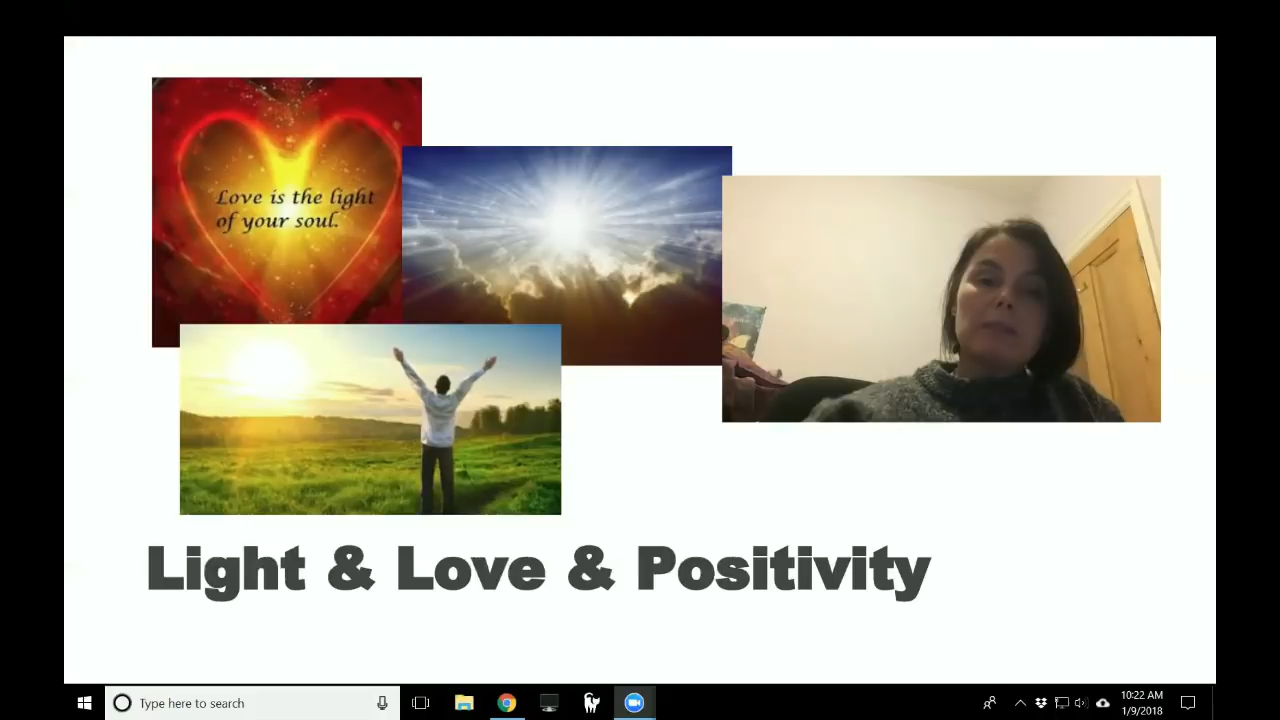 Love is the light
of your soul.
Light & Love & Positivity
Type here to search
10:22 AM
1/9/2018